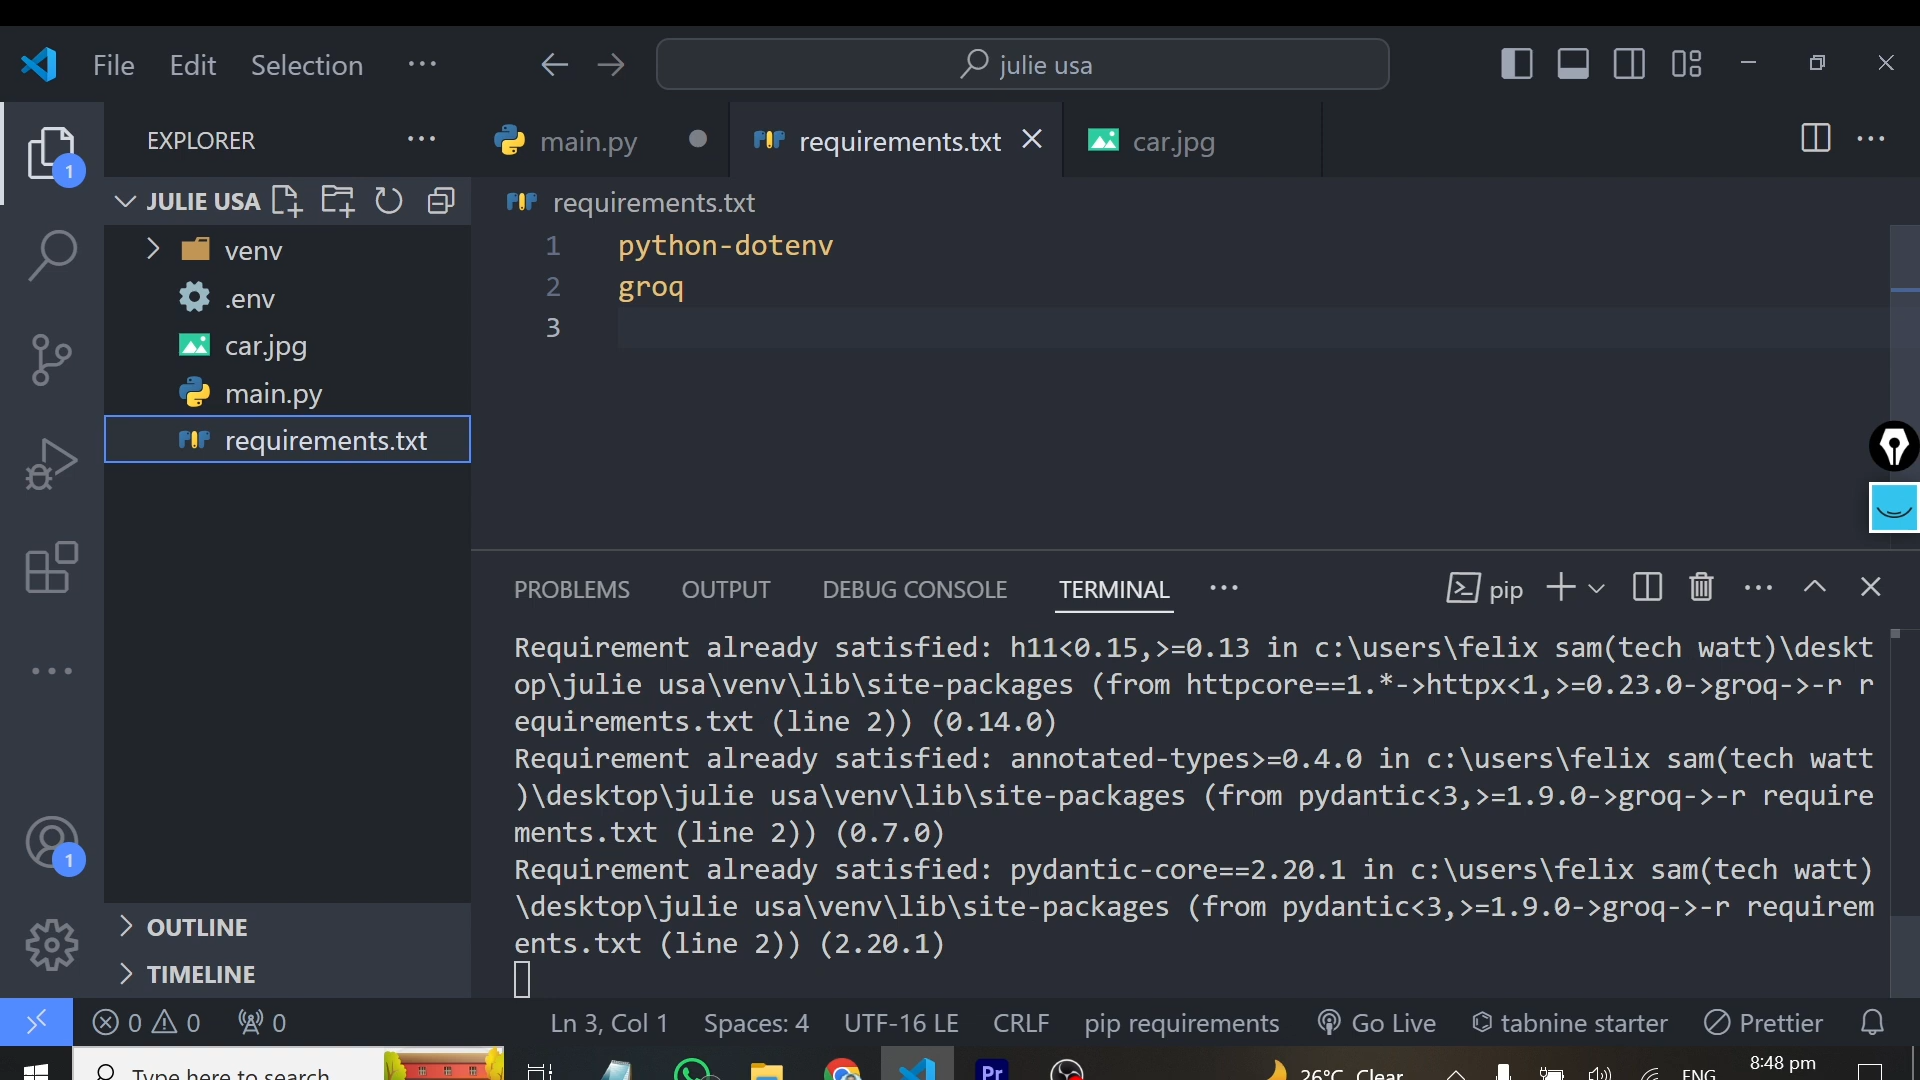 File Edit Selection ··· julie usa
EXPLORER ··· main.py requirements.txt car.jpg ···
1
JULIE USA requirements.txt
venv
.env
car.jpg
main.py
requirements.txt
1 python-dotenv
2 groq
3
PROBLEMS OUTPUT DEBUG CONSOLE TERMINAL ··· pip ···
Requirement already satisfied: h11<0.15,>=0.13 in c:\users\felix sam(tech watt)\deskt
op\julie usa\venv\lib\site-packages (from httpcore==1.*->httpx<1,>=0.23.0->groq->-r r
equirements.txt (line 2)) (0.14.0)
Requirement already satisfied: annotated-types>=0.4.0 in c:\users\felix sam(tech watt
)\desktop\julie usa\venv\lib\site-packages (from pydantic<3,>=1.9.0->groq->-r require
ments.txt (line 2)) (0.7.0)
Requirement already satisfied: pydantic-core==2.20.1 in c:\users\felix sam(tech watt)
\desktop\julie usa\venv\lib\site-packages (from pydantic<3,>=1.9.0->groq->-r requirem
ents.txt (line 2)) (2.20.1)
1
OUTLINE
TIMELINE
0 0 0 Ln 3, Col 1 Spaces: 4 UTF-16 LE CRLF pip requirements Go Live tabnine starter Prettier
Type here to search Pr 26°C Clear ENG 8:48 pm